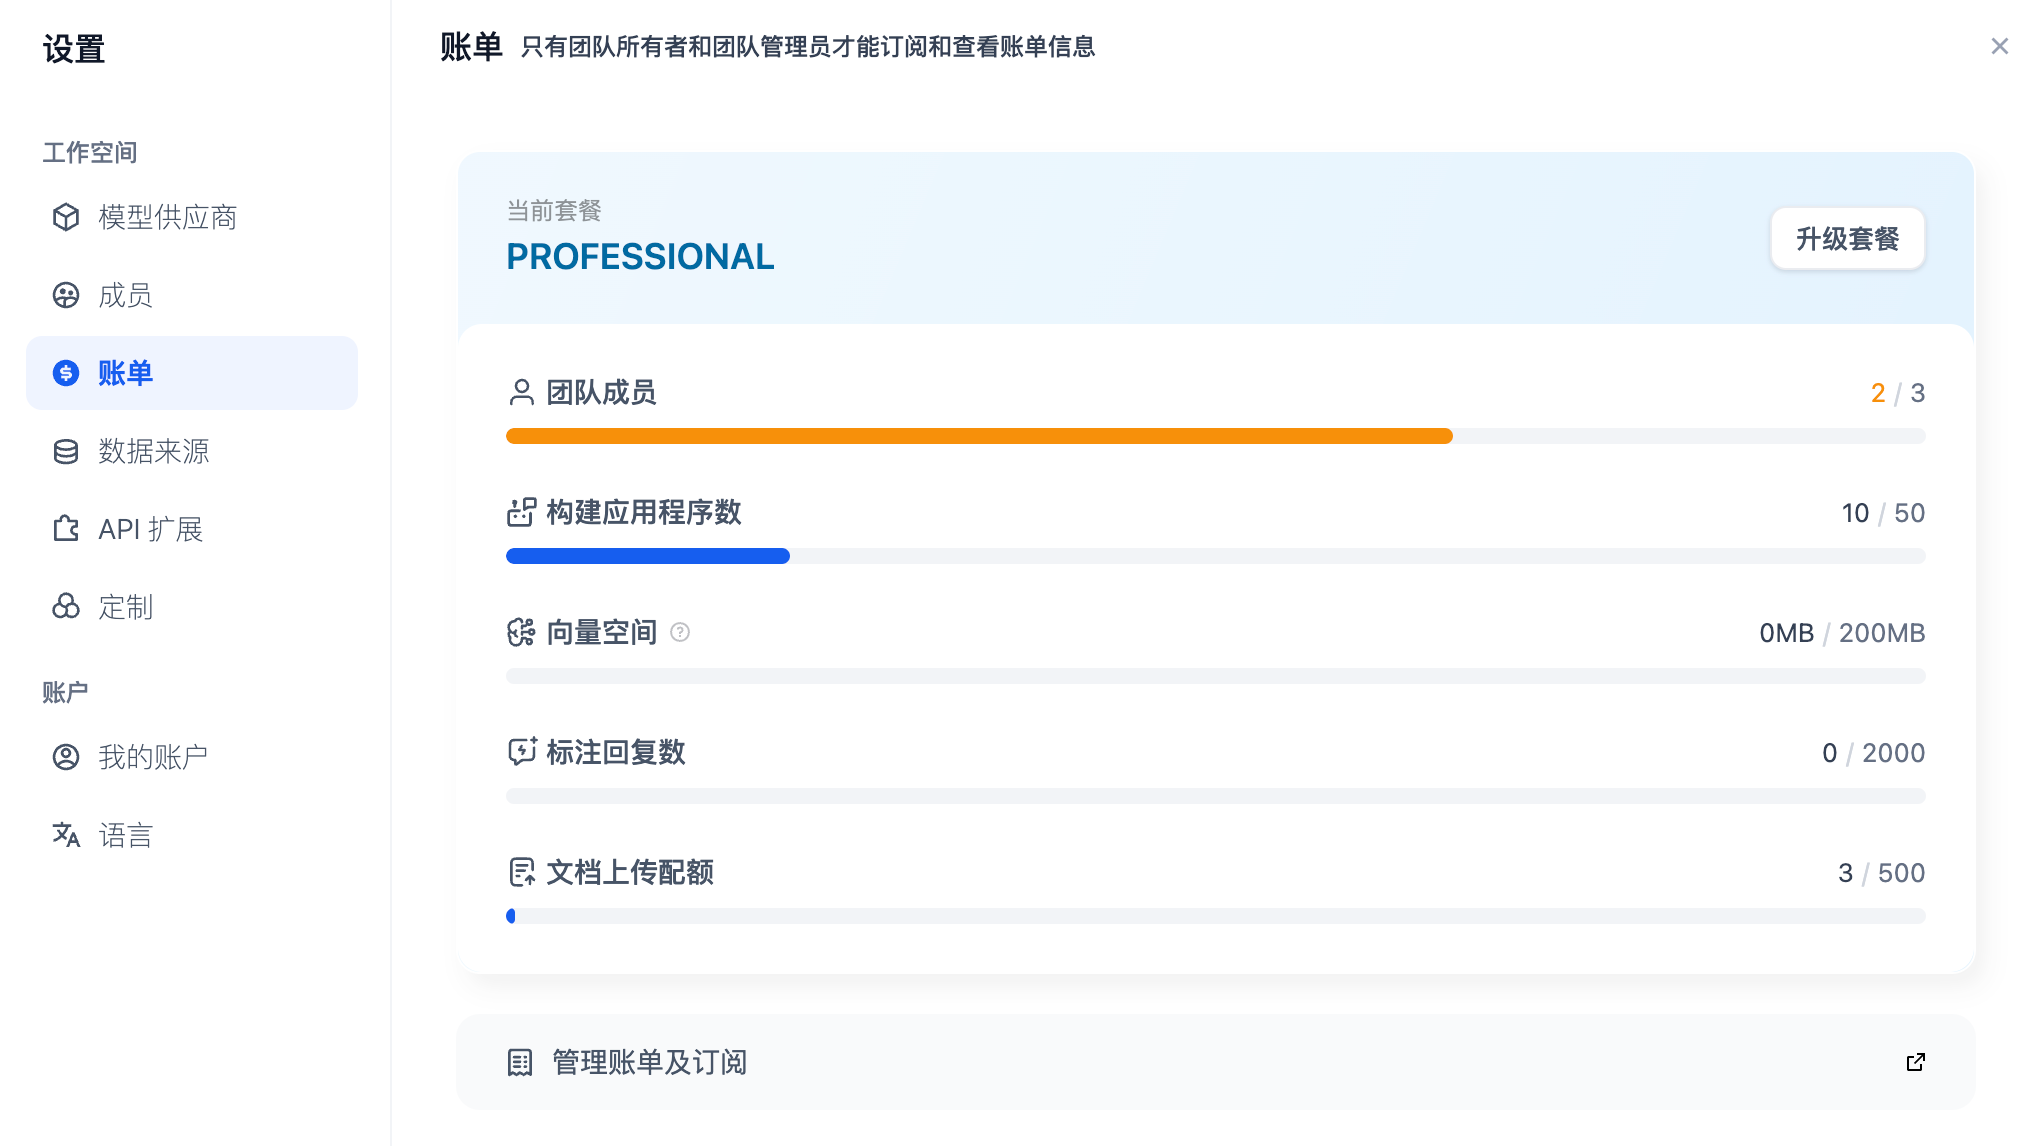 设置
工作空间
模型供应商
成员
账单
数据来源
API 扩展
定制
账户
我的账户
语言
账单 只有团队所有者和团队管理员才能订阅和查看账单信息
当前套餐
PROFESSIONAL
升级套餐
团队成员 2 / 3
构建应用程序数 10 / 50
向量空间 0MB / 200MB
标注回复数 0 / 2000
文档上传配额 3 / 500
管理账单及订阅